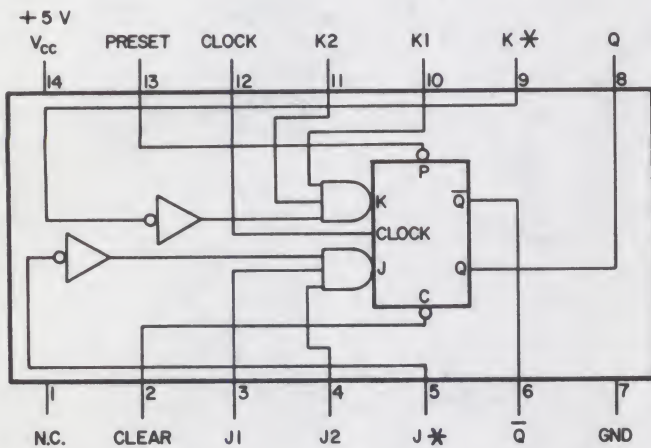 +5 V
Vcc PRESET CLOCK K2 K1 K* Q
14 13 12 11 10 9 8
P
K Q̅
CLOCK
J Q
C
1 2 3 4 5 6 7
N.C. CLEAR J1 J2 J* Q̅ GND